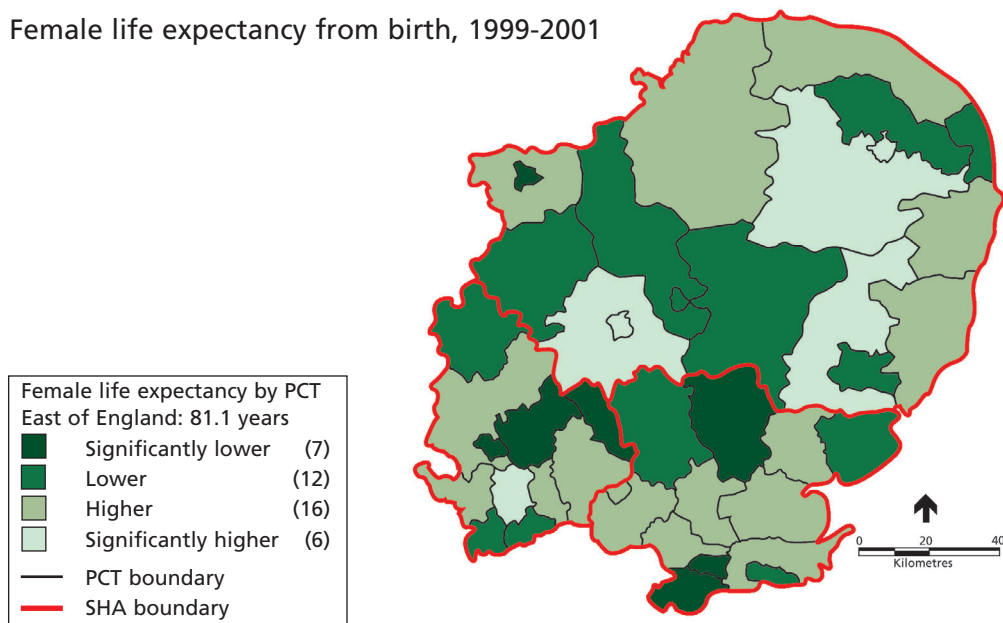 Female life expectancy from birth, 1999-2001
Female life expectancy by PCT
East of England: 81.1 years
Significantly lower (7)
Lower (12)
Higher (16)
Significantly higher (6)
PCT boundary
SHA boundary
0 20 40
Kilometres